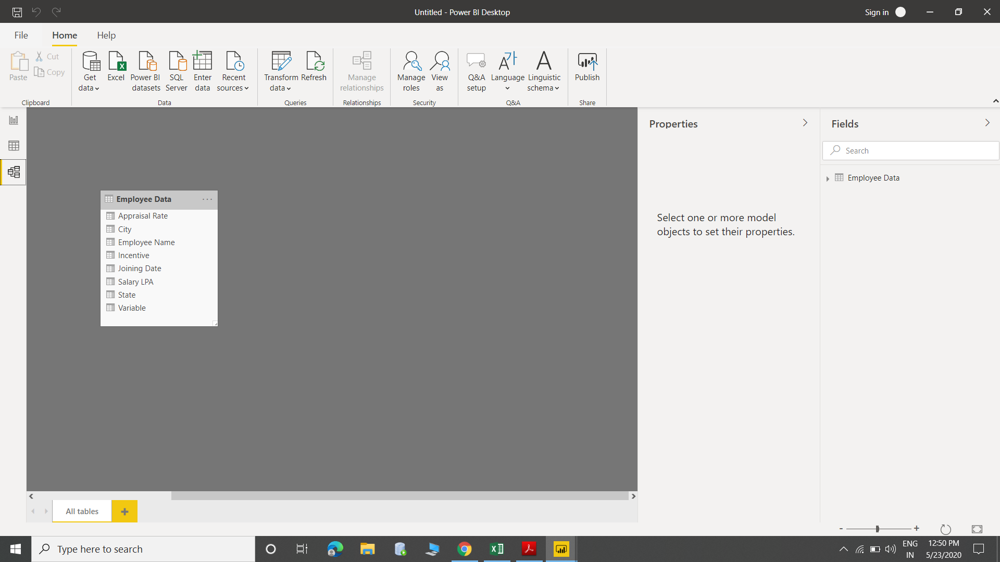 Untitled - Power BI Desktop
Sign in
File
Home
Help
Paste
Cut
Copy
Clipboard
Get data
Excel
Power BI datasets
SQL Server
Enter data
Recent sources
Data
Transform data
Refresh
Queries
Manage relationships
Relationships
Manage roles
View as
Security
Q&A setup
Language
Linguistic schema
Q&A
Publish
Share
Employee Data
Appraisal Rate
City
Employee Name
Incentive
Joining Date
Salary LPA
State
Variable
Properties
Select one or more model
objects to set their properties.
Fields
Search
Employee Data
All tables
Type here to search
ENG
IN
12:50 PM
5/23/2020